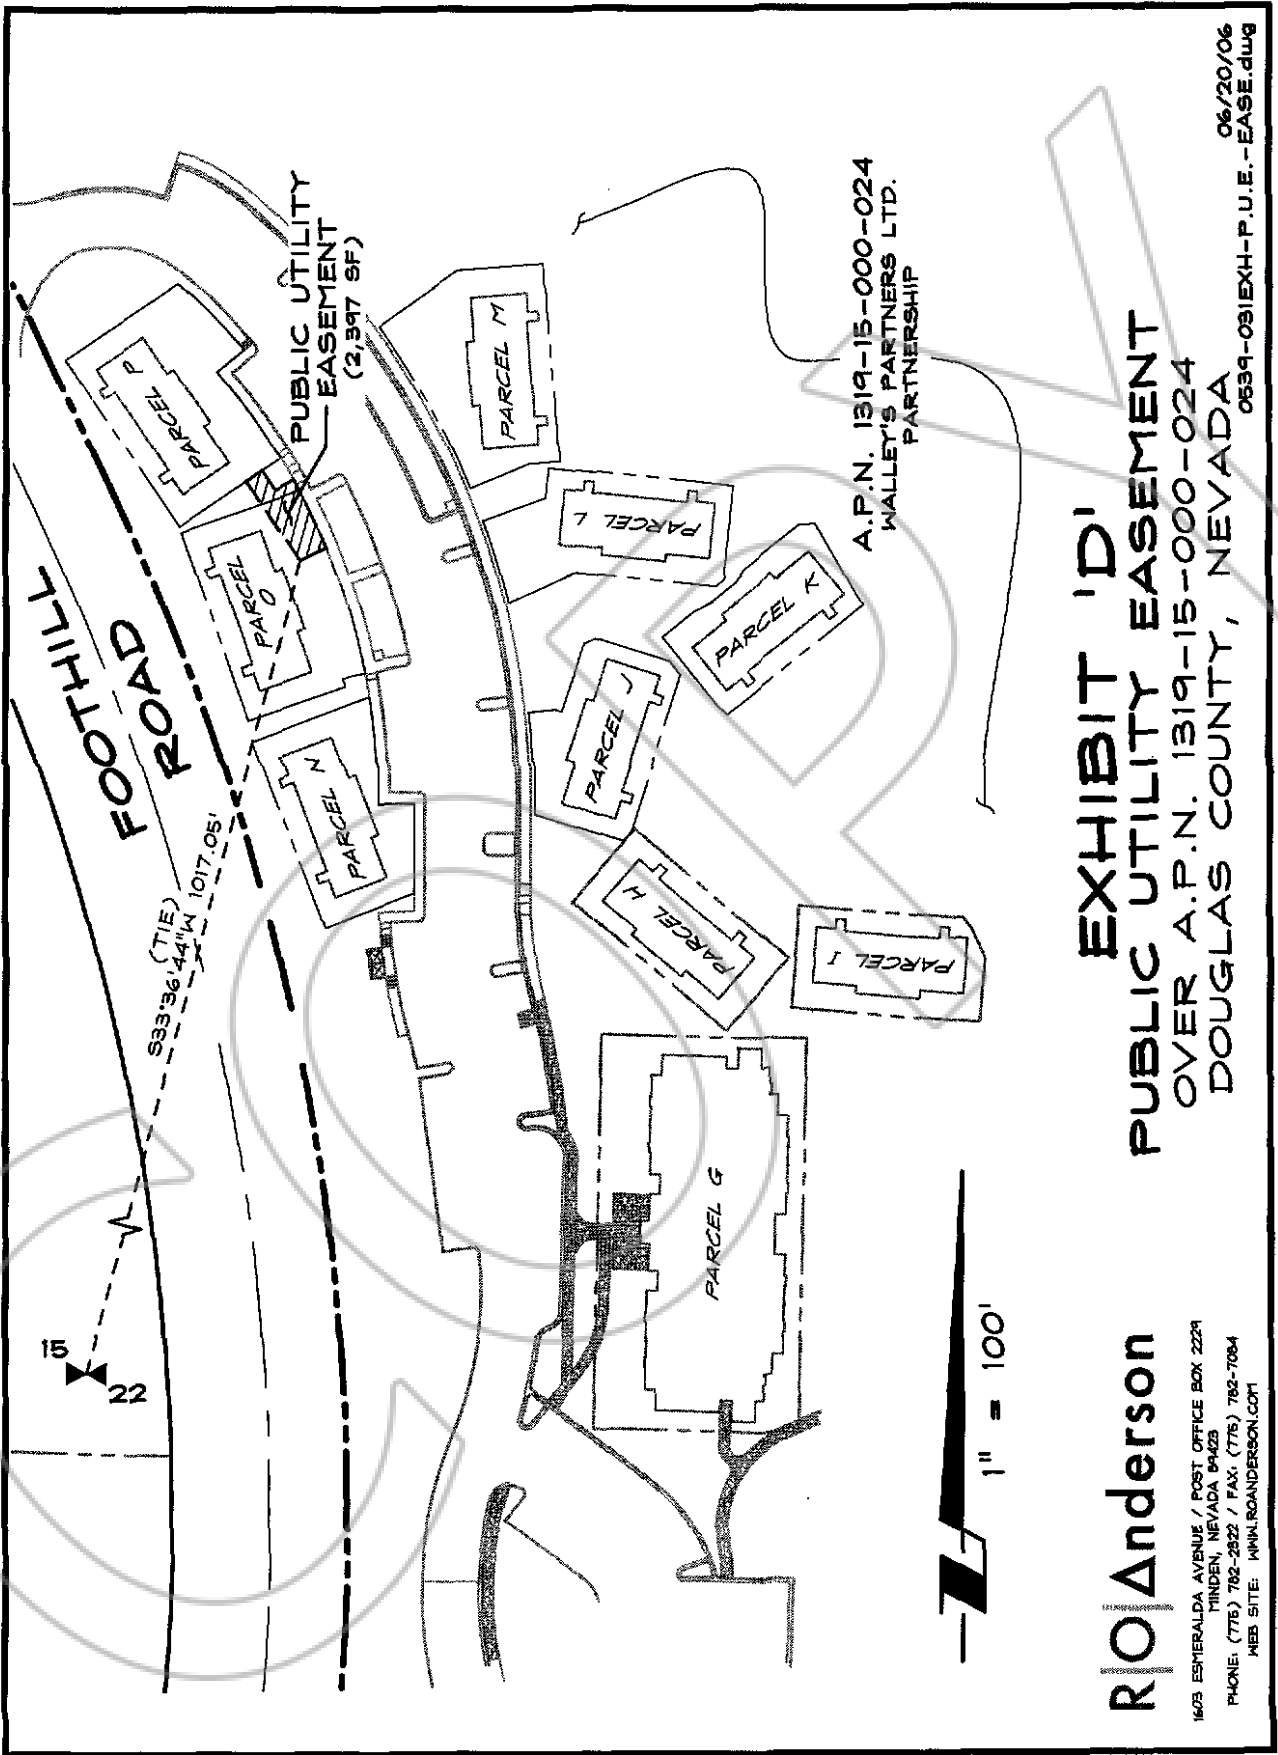 FOOTHILL
ROAD
15
22
(TIE)
S33°36'44"W 1017.05'
PUBLIC UTILITY
EASEMENT
(2,397 SF)
PARCEL P
PARCEL
O
PARCEL N
PARCEL M
PARCEL L
PARCEL K
PARCEL J
PARCEL H
PARCEL I
PARCEL G
A.P.N. 1319-15-000-024
WALLEY'S PARTNERS LTD.
PARTNERSHIP
1" = 100'
EXHIBIT 'D'
PUBLIC UTILITY EASEMENT
OVER A.P.N. 1319-15-000-024
DOUGLAS COUNTY, NEVADA
RO Anderson
1603 ESMERALDA AVENUE / POST OFFICE BOX 2229
MINDEN, NEVADA 89423
PHONE: (775) 782-2322 / FAX: (775) 782-7084
WEB SITE: WWW.ROANDERSON.COM
06/20/06
0539-031EXH-P.U.E.-EASE.dwg
COPY